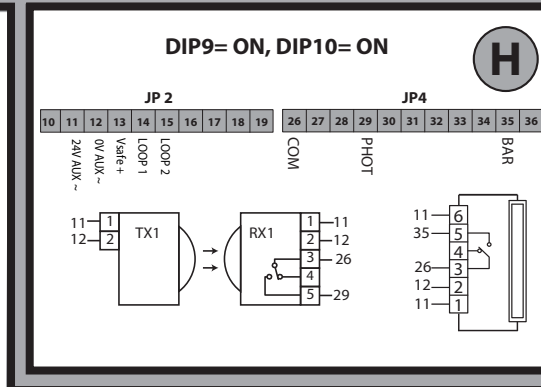 DIP9= ON, DIP10= ON
H
JP 2
JP4
10 11 12 13 14 15 16 17 18 19
26 27 28 29 30 31 32 33 34 35 36
24V AUX ~
0V AUX ~
Vsafe +
LOOP 1
LOOP 2
COM
PHOT
BAR
11 1
12 2
TX1
RX1
1 11
2 12
3 26
4
5 29
11 6
35 5
4
26 3
12 2
11 1